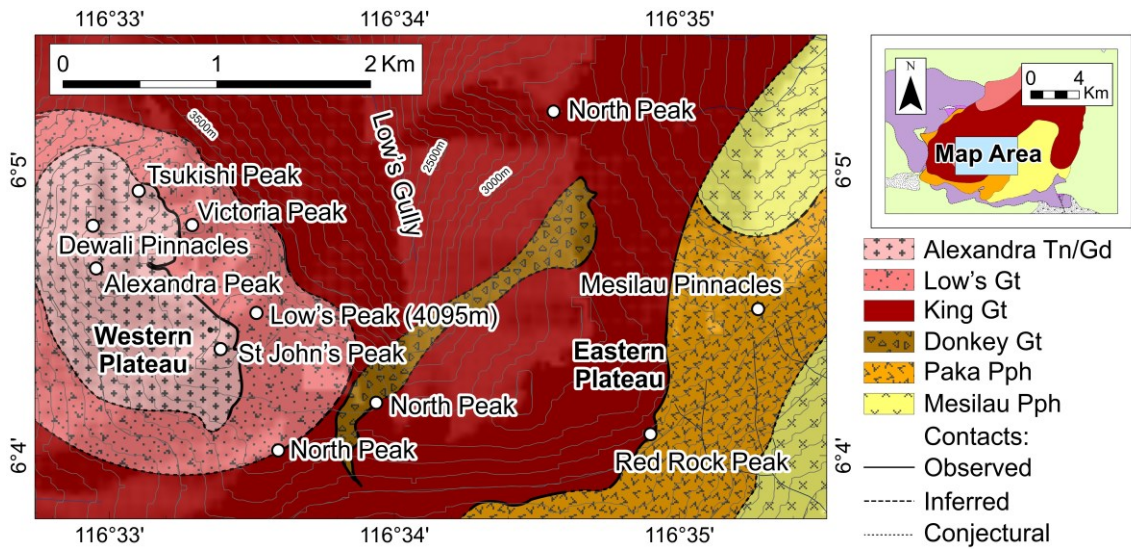 116°33'
116°34'
116°35'
0 1 2 Km
3500m
Low's Gully
2500m
3000m
North Peak
6°5'
Tsukishi Peak
Victoria Peak
Dewali Pinnacles
Alexandra Peak
Mesilau Pinnacles
Low's Peak (4095m)
Western
Plateau
St John's Peak
Eastern
Plateau
North Peak
6°4'
North Peak
Red Rock Peak
116°33'
116°34'
116°35'
N
0 4
Km
Map Area
Alexandra Tn/Gd
Low's Gt
King Gt
Donkey Gt
Paka Pph
Mesilau Pph
Contacts:
Observed
Inferred
Conjectural